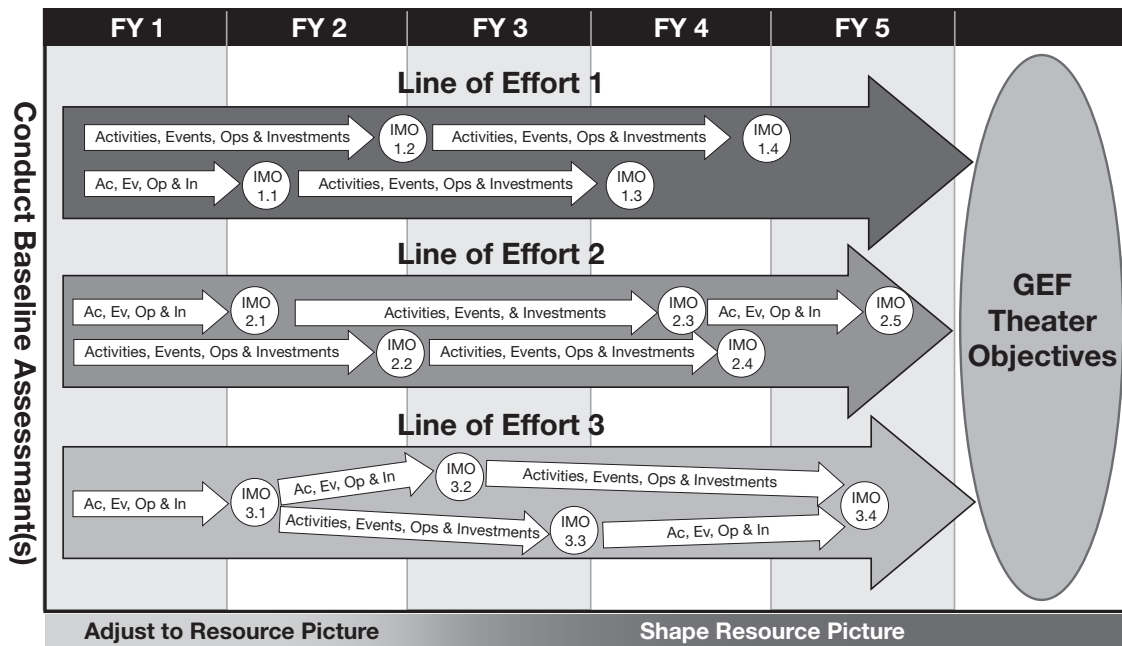 FY 1 FY 2 FY 3 FY 4 FY 5
Conduct Baseline Assessmant(s)
Line of Effort 1
Activities, Events, Ops & Investments
IMO
1.2
Activities, Events, Ops & Investments
IMO
1.4
Ac, Ev, Op & In
IMO
1.1
Activities, Events, Ops & Investments
IMO
1.3
Line of Effort 2
Ac, Ev, Op & In
IMO
2.1
Activities, Events, & Investments
IMO
2.3
Ac, Ev, Op & In
IMO
2.5
Activities, Events, Ops & Investments
IMO
2.2
Activities, Events, Ops & Investments
IMO
2.4
Line of Effort 3
Ac, Ev, Op & In
IMO
3.1
Ac, Ev, Op & In
IMO
3.2
Activities, Events, Ops & Investments
Activities, Events, Ops & Investments
IMO
3.3
Ac, Ev, Op & In
IMO
3.4
GEF
Theater
Objectives
Adjust to Resource Picture
Shape Resource Picture